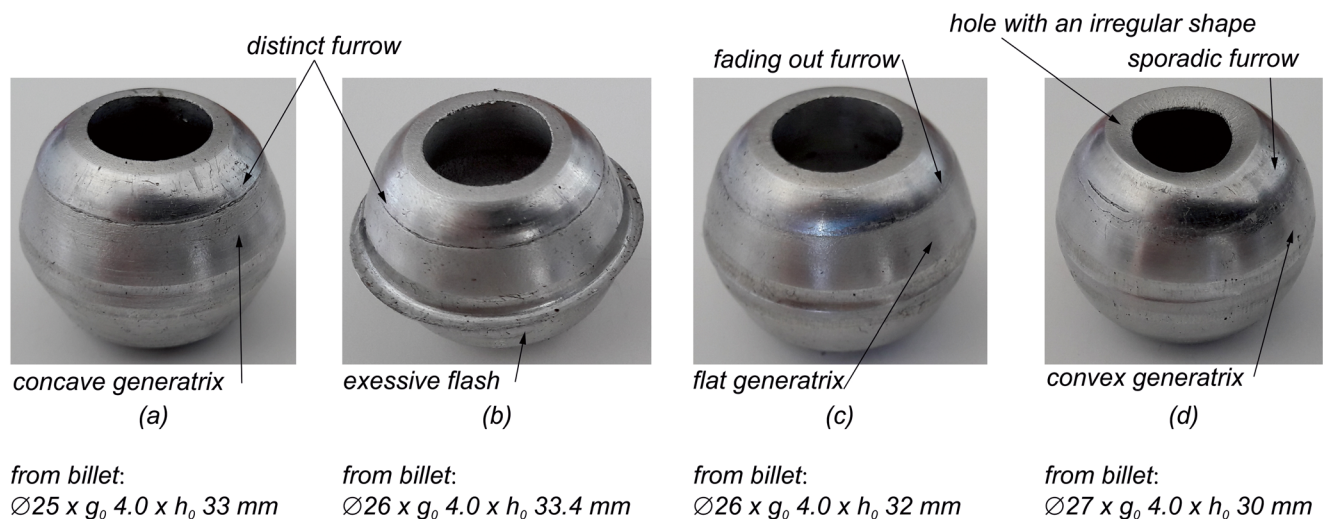 hole with an irregular shape
distinct furrow
fading out furrow
sporadic furrow
concave generatrix
exessive flash
flat generatrix
convex generatrix
(a)
(b)
(c)
(d)
from billet:
∅25 x g₀ 4.0 x h₀ 33 mm
from billet:
∅26 x g₀ 4.0 x h₀ 33.4 mm
from billet:
∅26 x g₀ 4.0 x h₀ 32 mm
from billet:
∅27 x g₀ 4.0 x h₀ 30 mm